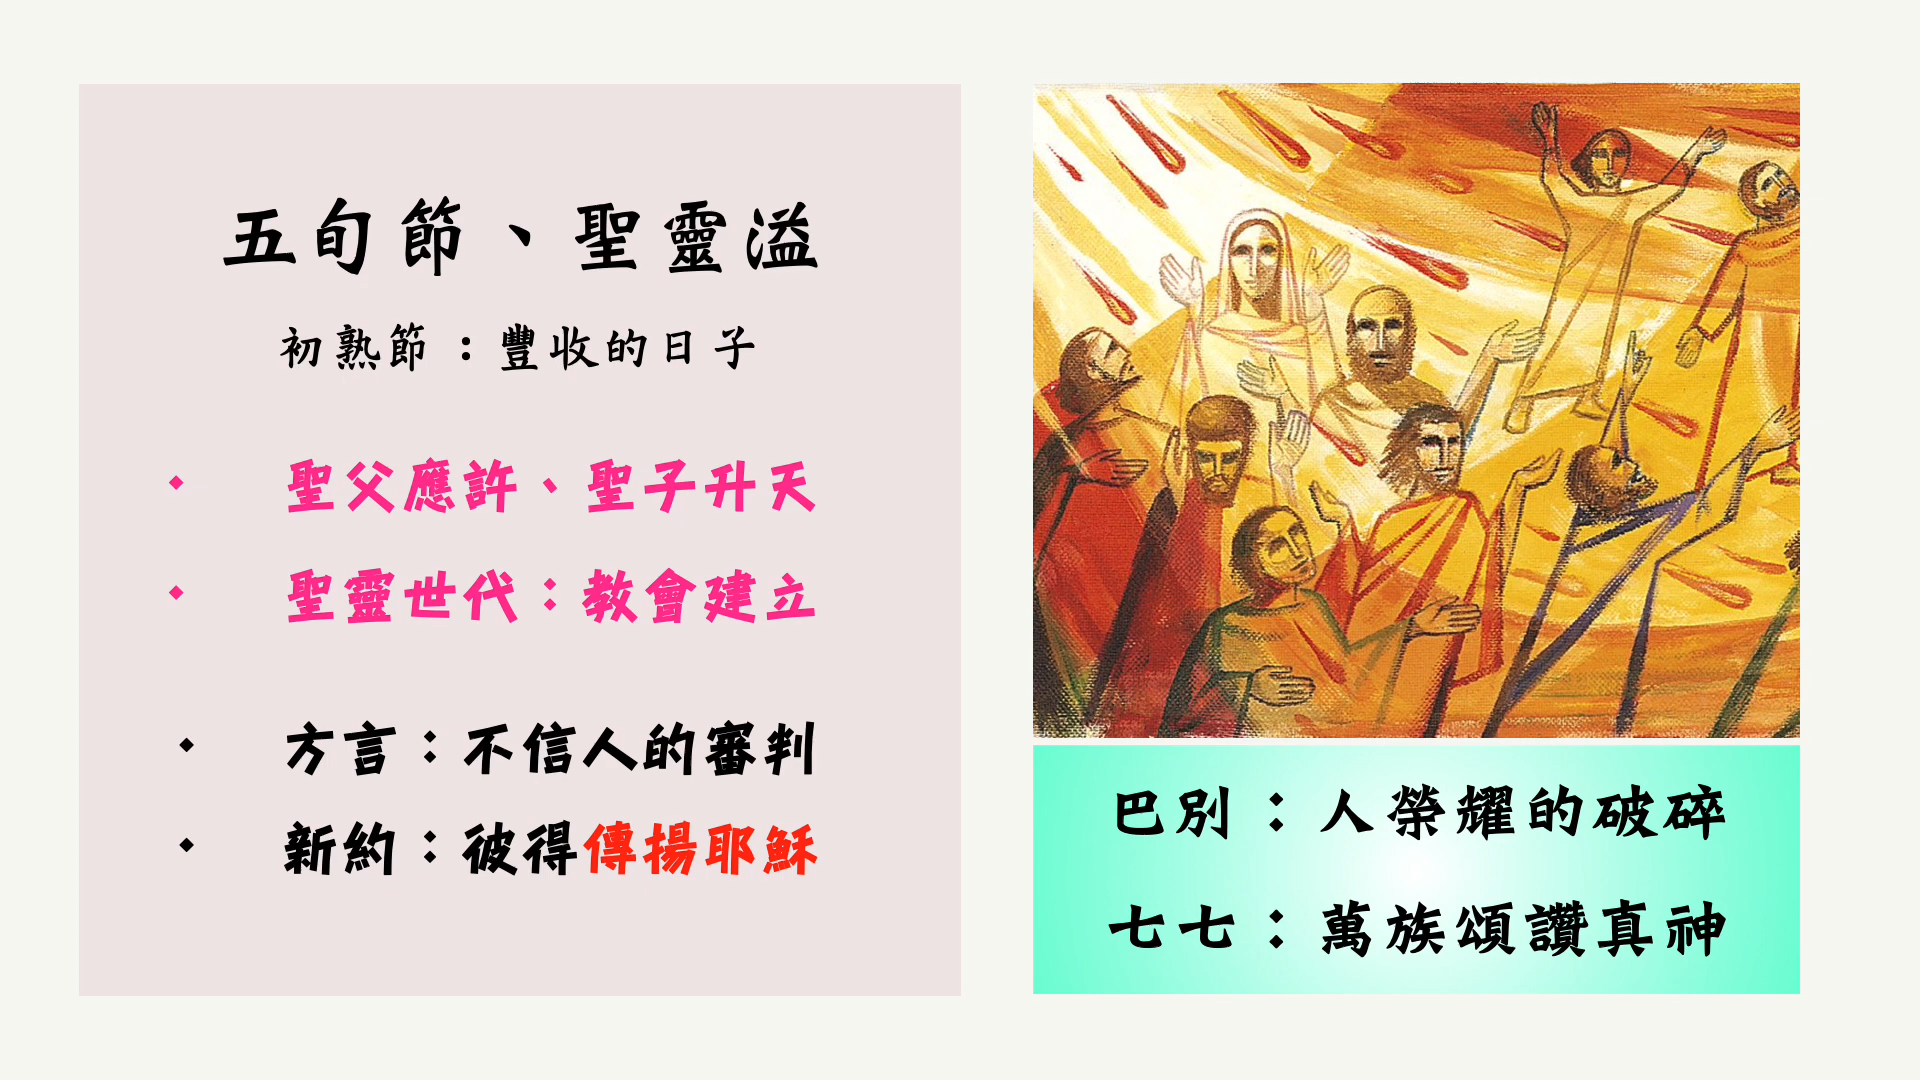 五旬節、聖靈溢
初熟節：豐收的日子
• 聖父應許、聖子升天
• 聖靈世代：教會建立
• 方言：不信人的審判
• 新約：彼得傳揚耶穌
巴別：人榮耀的破碎
七七：萬族頌讚真神